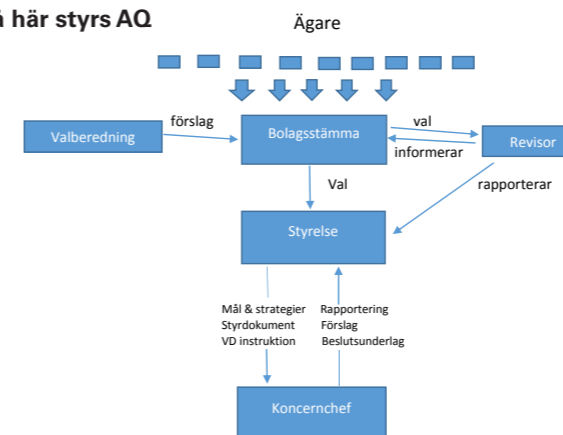 här styrs AQ
Ägare
förslag
val
Valberedning
Bolagsstämma
Revisor
informerar
Val
rapporterar
Styrelse
Mål & strategier
Styrdokument
VD instruktion
Rapportering
Förslag
Beslutsunderlag
Koncernchef